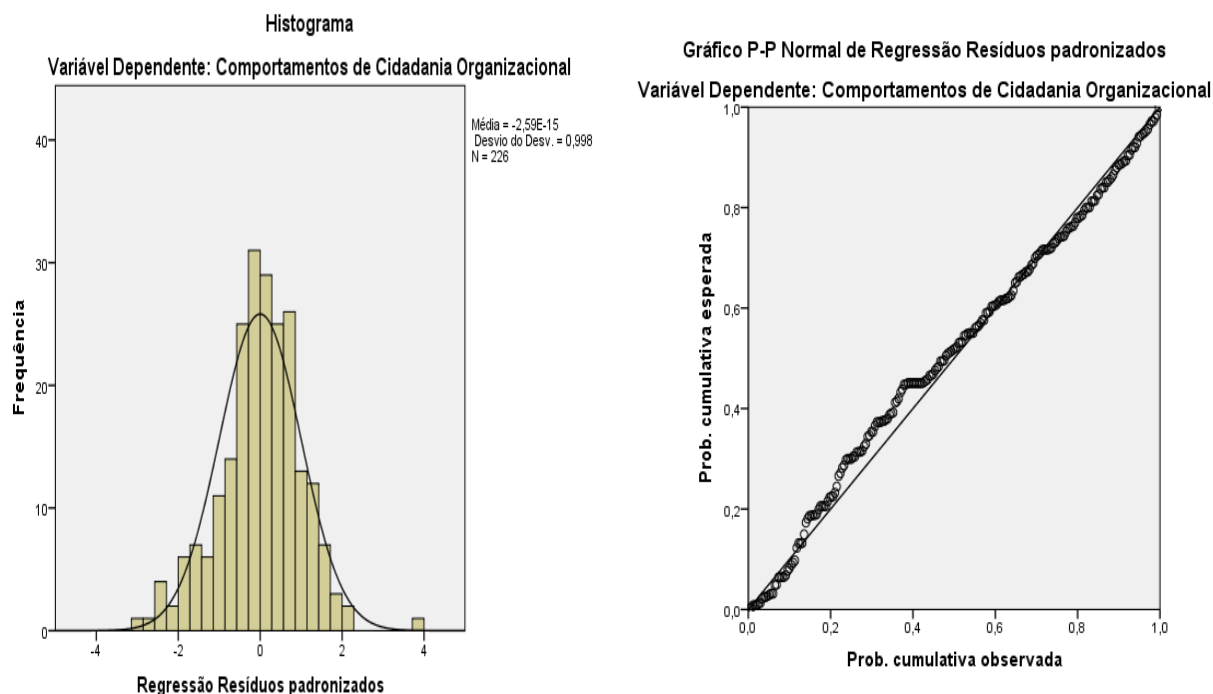 Histograma
Variável Dependente: Comportamentos de Cidadania Organizacional
Média = -2,59E-15
Desvio do Desv. = 0,998
N = 226
Frequência
40
30
20
10
0
-4 -2 0 2 4
Regressão Resíduos padronizados
Gráfico P-P Normal de Regressão Resíduos padronizados
Variável Dependente: Comportamentos de Cidadania Organizacional
Prob. cumulativa esperada
1,0
0,8
0,6
0,4
0,2
0,0
0,0 0,2 0,4 0,6 0,8 1,0
Prob. cumulativa observada